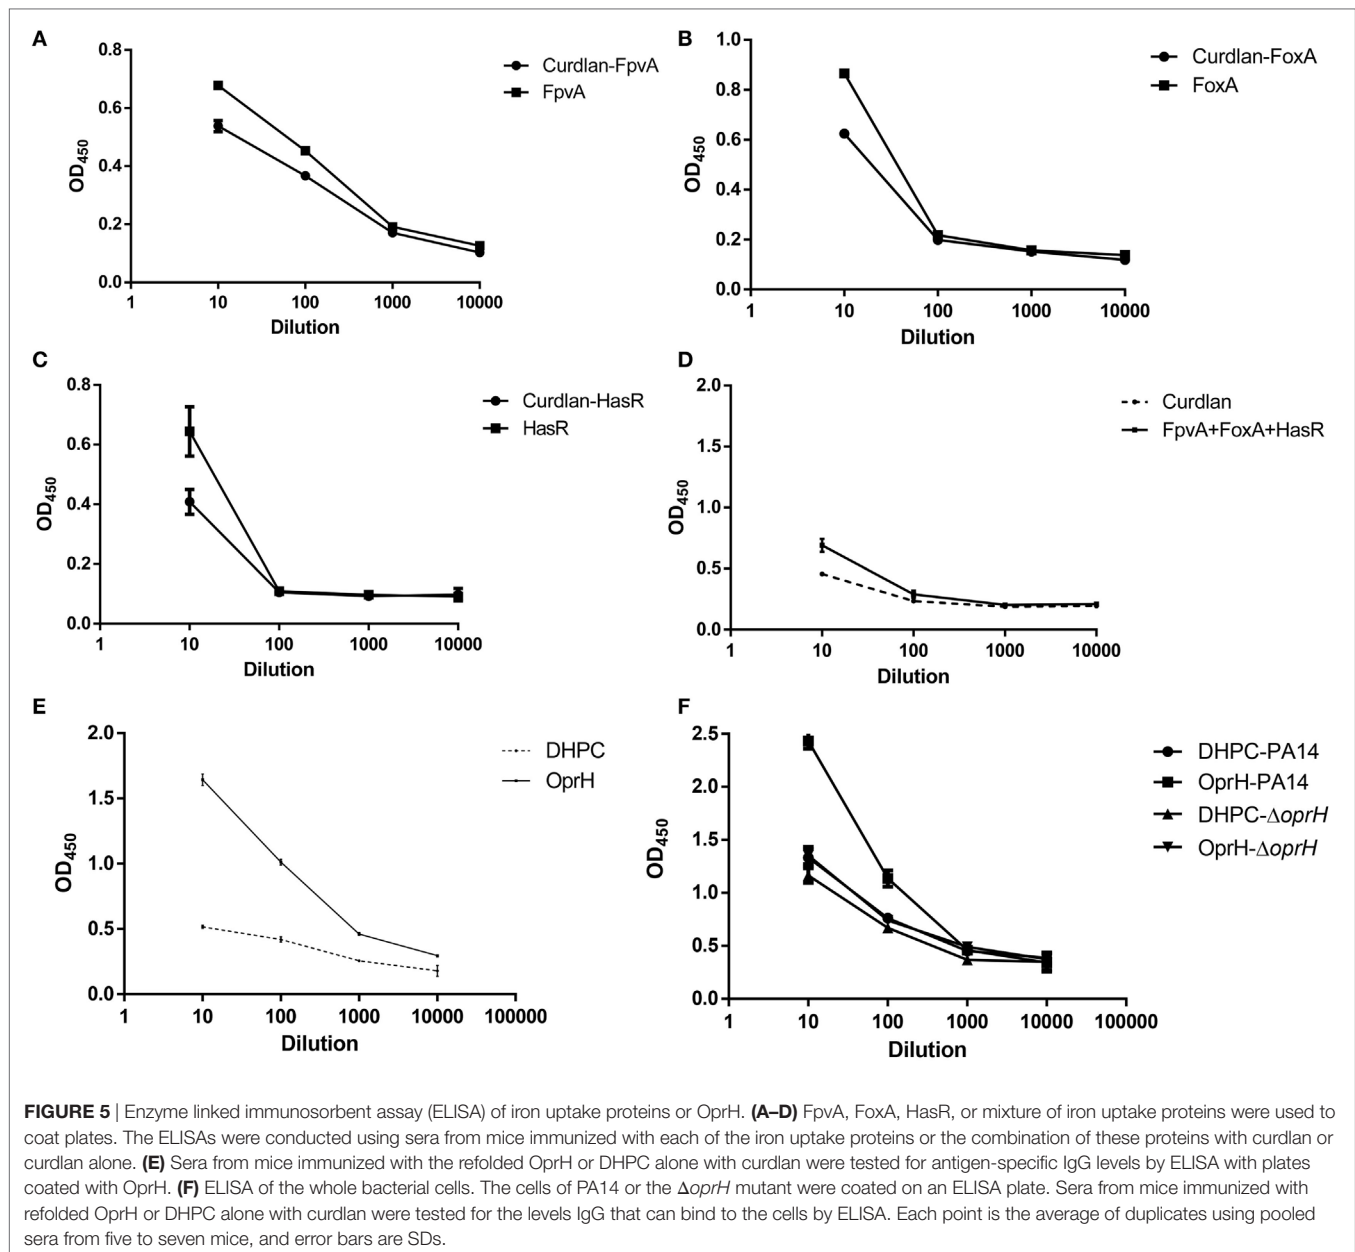 A
0.8
0.6
0.4
0.2
0.0
OD450
1 10 100 1000 10000
Dilution
Curdlan-FpvA
FpvA
B
1.0
0.8
0.6
0.4
0.2
0.0
OD450
1 10 100 1000 10000
Dilution
Curdlan-FoxA
FoxA
C
0.8
0.6
0.4
0.2
0.0
OD450
1 10 100 1000 10000
Dilution
Curdlan-HasR
HasR
D
2.0
1.5
1.0
0.5
0.0
OD450
1 10 100 1000 10000
Dilution
Curdlan
FpvA+FoxA+HasR
E
2.0
1.5
1.0
0.5
0.0
OD450
1 10 100 1000 10000 100000
Dilution
DHPC
OprH
F
2.5
2.0
1.5
1.0
0.5
0.0
OD450
1 10 100 1000 10000 100000
Dilution
DHPC-PA14
OprH-PA14
DHPC-ΔoprH
OprH-ΔoprH
FIGURE 5 | Enzyme linked immunosorbent assay (ELISA) of iron uptake proteins or OprH. (A–D) FpvA, FoxA, HasR, or mixture of iron uptake proteins were used to
coat plates. The ELISAs were conducted using sera from mice immunized with each of the iron uptake proteins or the combination of these proteins with curdlan or
curdlan alone. (E) Sera from mice immunized with the refolded OprH or DHPC alone with curdlan were tested for antigen-specific IgG levels by ELISA with plates
coated with OprH. (F) ELISA of the whole bacterial cells. The cells of PA14 or the ΔoprH mutant were coated on an ELISA plate. Sera from mice immunized with
refolded OprH or DHPC alone with curdlan were tested for the levels IgG that can bind to the cells by ELISA. Each point is the average of duplicates using pooled
sera from five to seven mice, and error bars are SDs.